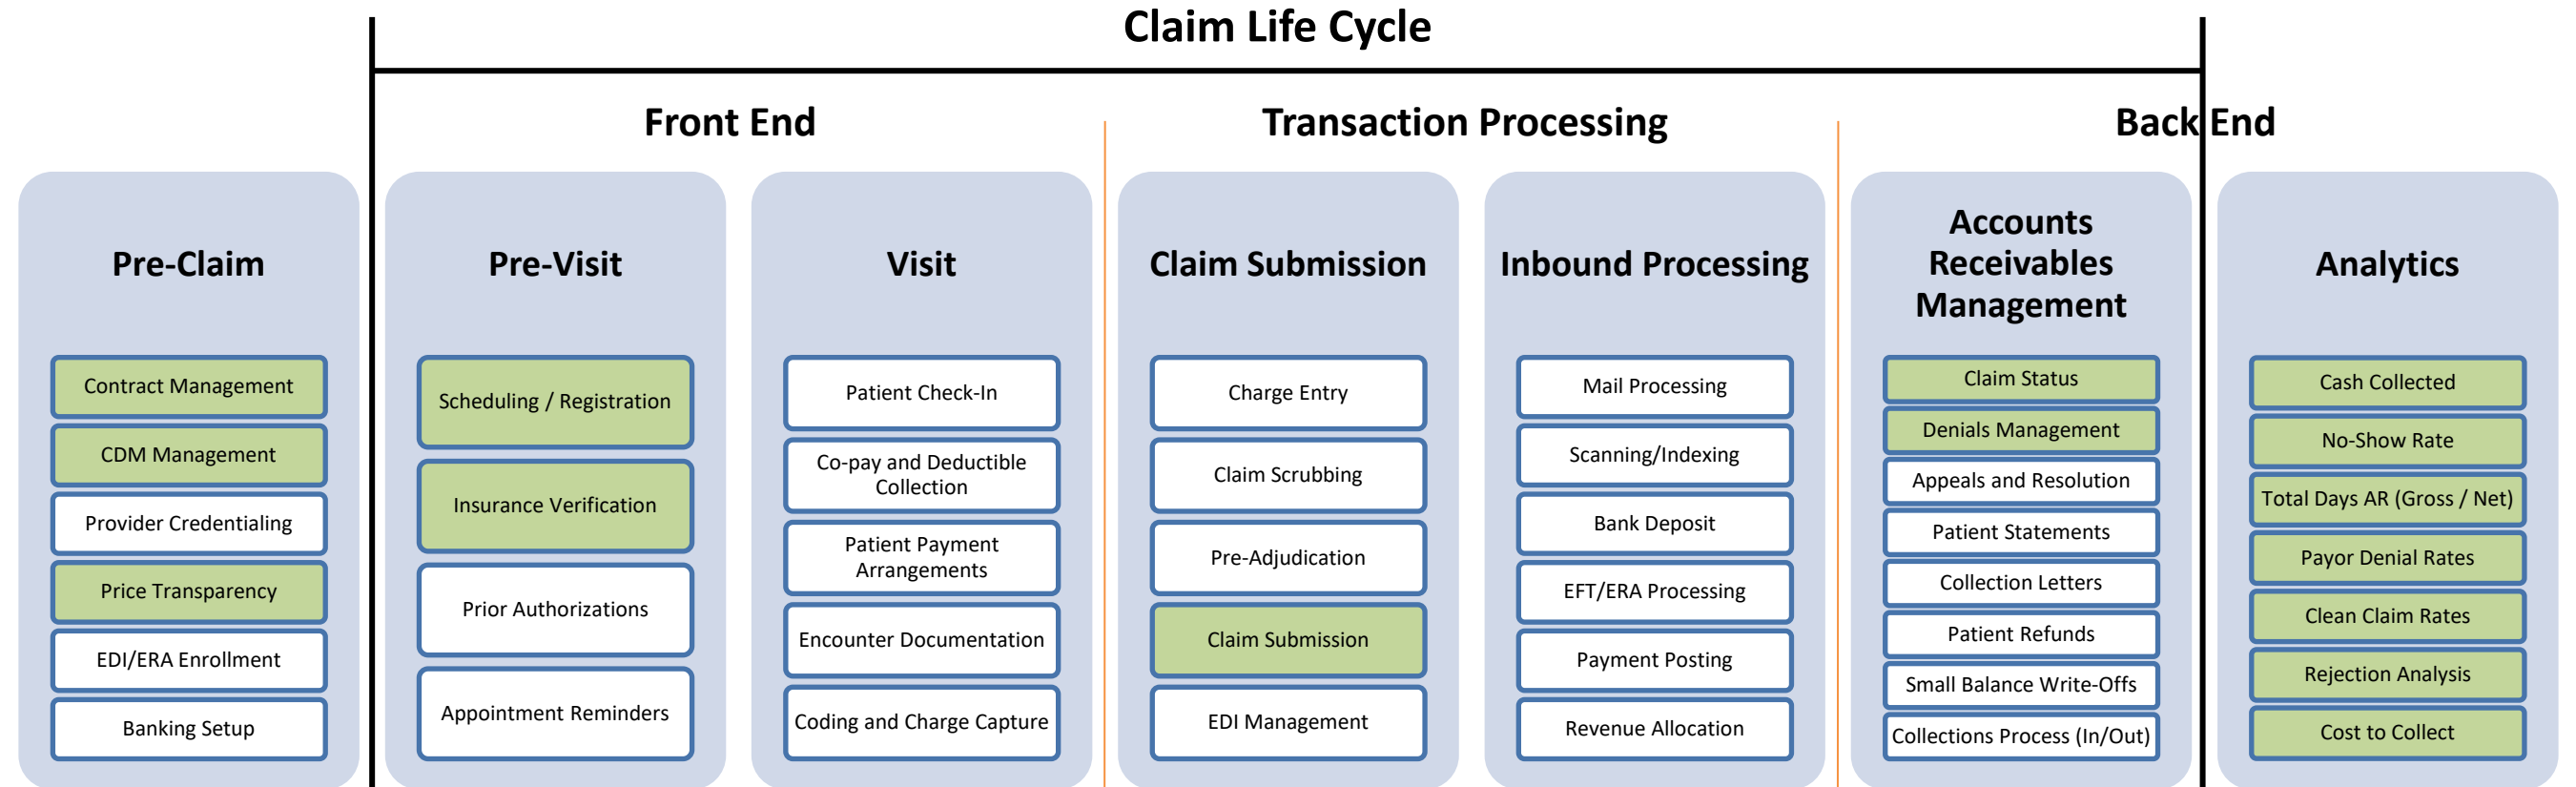 Claim Life Cycle
Front End
Transaction Processing
Back End
Pre-Claim
Contract Management
CDM Management
Provider Credentialing
Price Transparency
EDI/ERA Enrollment
Banking Setup
Pre-Visit
Scheduling / Registration
Insurance Verification
Prior Authorizations
Appointment Reminders
Visit
Patient Check-In
Co-pay and Deductible
Collection
Patient Payment
Arrangements
Encounter Documentation
Coding and Charge Capture
Claim Submission
Charge Entry
Claim Scrubbing
Pre-Adjudication
Claim Submission
EDI Management
Inbound Processing
Mail Processing
Scanning/Indexing
Bank Deposit
EFT/ERA Processing
Payment Posting
Revenue Allocation
Accounts
Receivables
Management
Claim Status
Denials Management
Appeals and Resolution
Patient Statements
Collection Letters
Patient Refunds
Small Balance Write-Offs
Collections Process (In/Out)
Analytics
Cash Collected
No-Show Rate
Total Days AR (Gross / Net)
Payor Denial Rates
Clean Claim Rates
Rejection Analysis
Cost to Collect